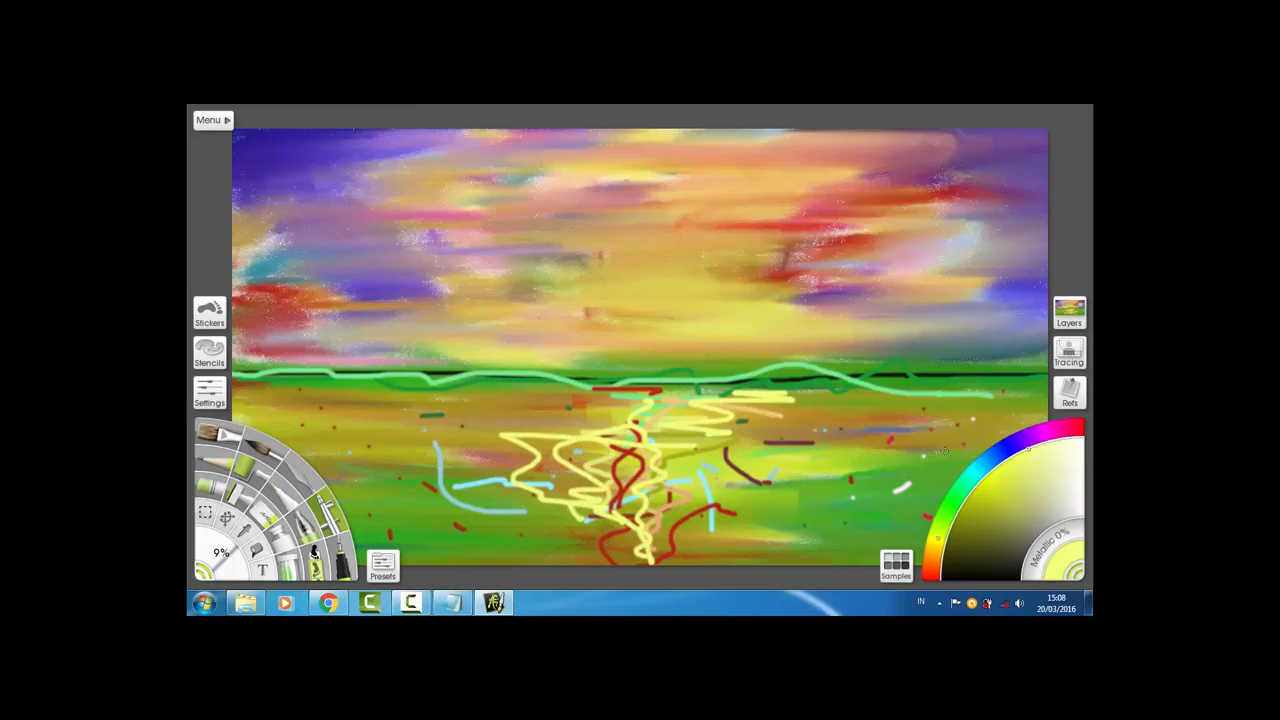 Menu
Stickers
Layers
Stencils
Tracing
Settings
Refs
9%
T
Metallic 0%
Presets
Samples
IN
15:08
20/03/2016